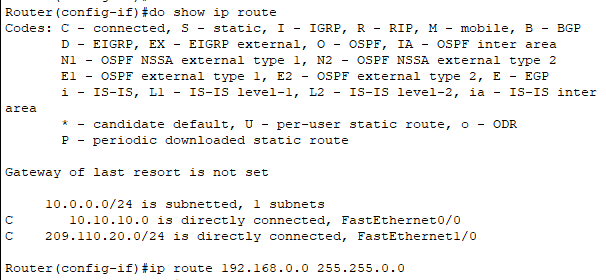 Router(config-if)#do show ip route
Codes: C - connected, S - static, I - IGRP, R - RIP, M - mobile, B - BGP
       D - EIGRP, EX - EIGRP external, O - OSPF, IA - OSPF inter area
       N1 - OSPF NSSA external type 1, N2 - OSPF NSSA external type 2
       E1 - OSPF external type 1, E2 - OSPF external type 2, E - EGP
       i - IS-IS, L1 - IS-IS level-1, L2 - IS-IS level-2, ia - IS-IS inter
area
       * - candidate default, U - per-user static route, o - ODR
       P - periodic downloaded static route
Gateway of last resort is not set
     10.0.0.0/24 is subnetted, 1 subnets
C       10.10.10.0 is directly connected, FastEthernet0/0
C    209.110.20.0/24 is directly connected, FastEthernet1/0
Router(config-if)#ip route 192.168.0.0 255.255.0.0